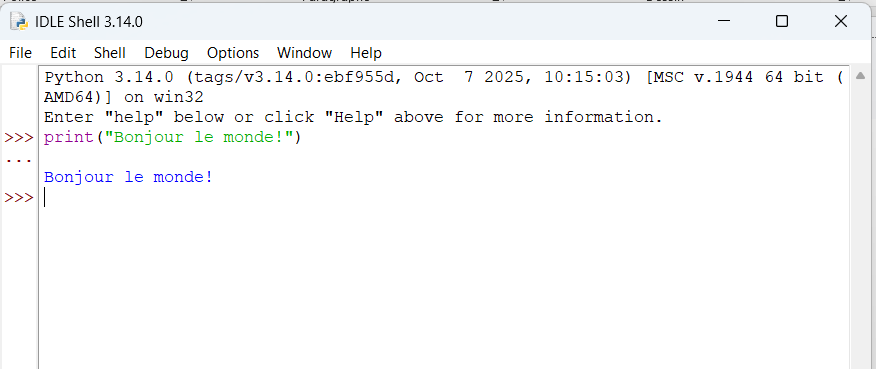 IDLE Shell 3.14.0
File Edit Shell Debug Options Window Help
Python 3.14.0 (tags/v3.14.0:ebf955d, Oct  7 2025, 10:15:03) [MSC v.1944 64 bit (
AMD64)] on win32
Enter "help" below or click "Help" above for more information.
>>> print("Bonjour le monde!")
...
Bonjour le monde!
>>>